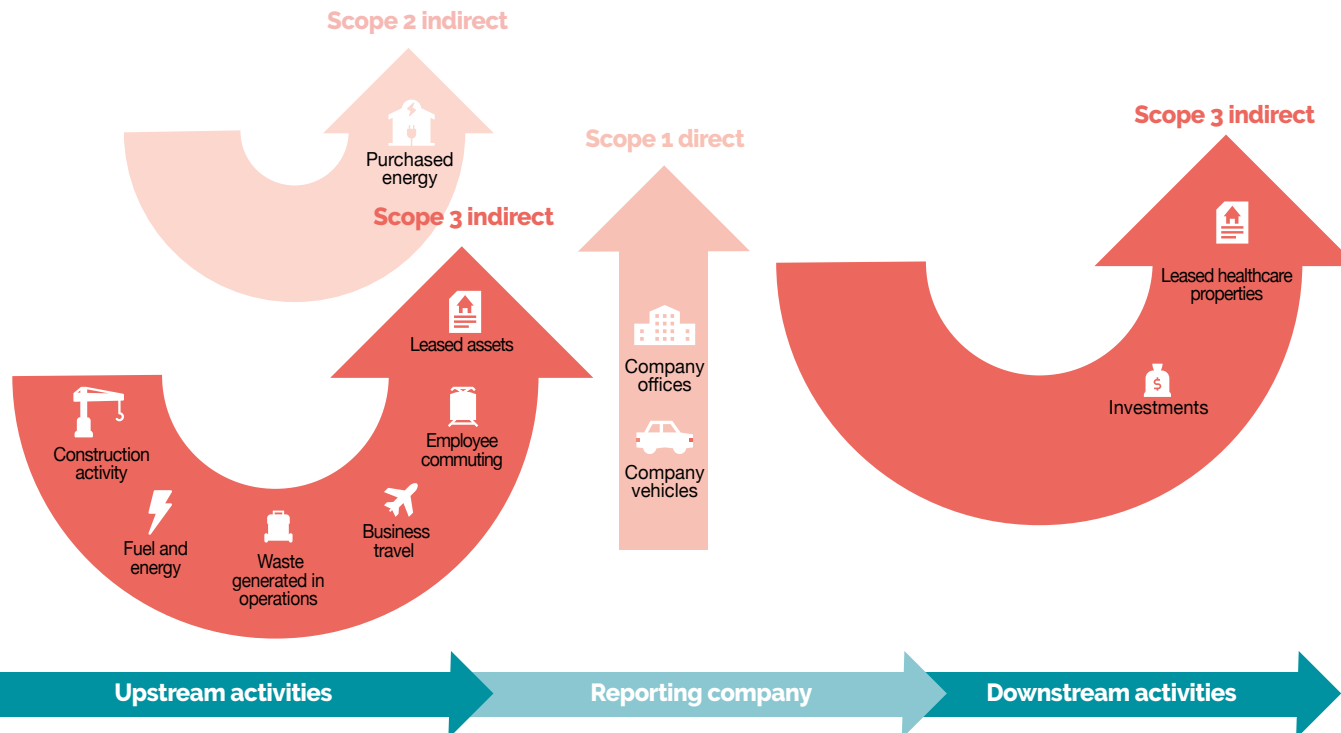 Scope 2 indirect
Purchased
energy
Scope 3 indirect
Leased assets
Employee
commuting
Business
travel
Waste
generated in
operations
Fuel and
energy
Construction
activity
Scope 1 direct
Company
offices
Company
vehicles
Scope 3 indirect
Leased healthcare
properties
$
Investments
Upstream activities
Reporting company
Downstream activities